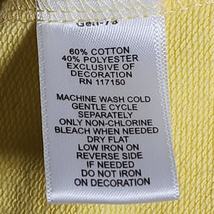 60% COTTON
40% POLYESTER
EXCLUSIVE OF
DECORATION
RN 117150
MACHINE WASH COLD
GENTLE CYCLE
SEPARATELY
ONLY NON-CHLORINE
BLEACH WHEN NEEDED
DRY FLAT
LOW IRON ON
REVERSE SIDE
IF NEEDED
DO NOT IRON
ON DECORATION